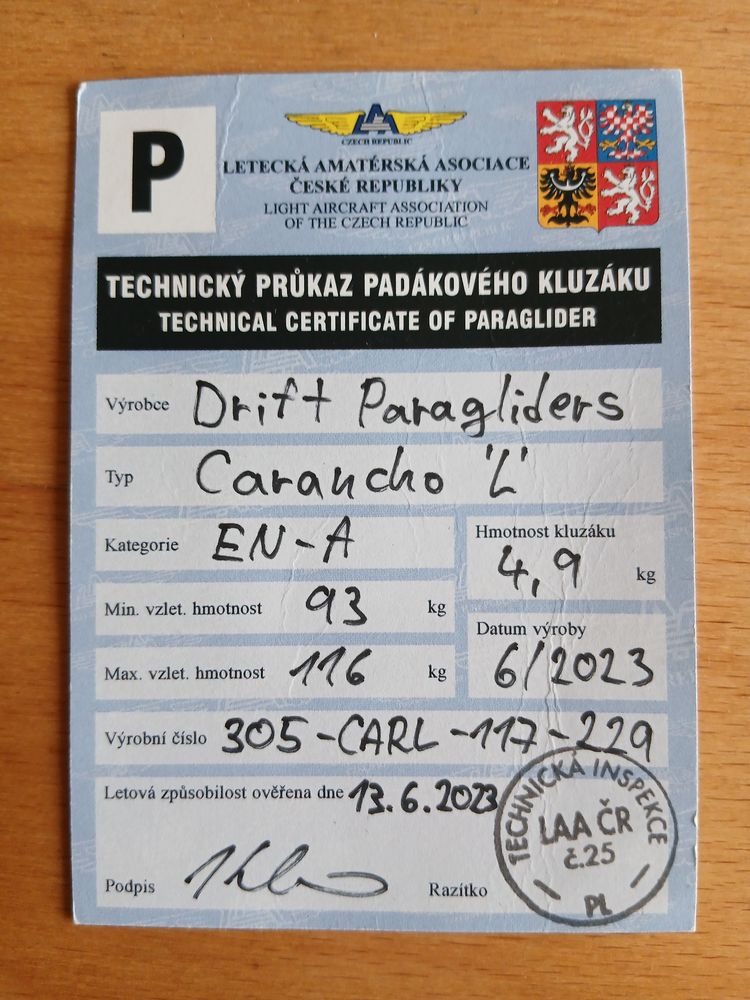 P
CZECH REPUBLIC
LETECKÁ AMATÉRSKÁ ASOCIACE
ČESKÉ REPUBLIKY
LIGHT AIRCRAFT ASSOCIATION
OF THE CZECH REPUBLIC
TECHNICKÝ PRŮKAZ PADÁKOVÉHO KLUZÁKU
TECHNICAL CERTIFICATE OF PARAGLIDER
Výrobce Drift Paragliders
Typ Carancho 'L'
Kategorie EN-A
Hmotnost kluzáku
4,9 kg
Min. vzlet. hmotnost 93 kg
Datum výroby
6/2023
Max. vzlet. hmotnost 116 kg
Výrobní číslo 305-CARL-117-229
Letová způsobilost ověřena dne 13.6.2023
TECHNICKÁ INSPEKCE
LAA ČR
č.25
PL
Podpis
Razítko